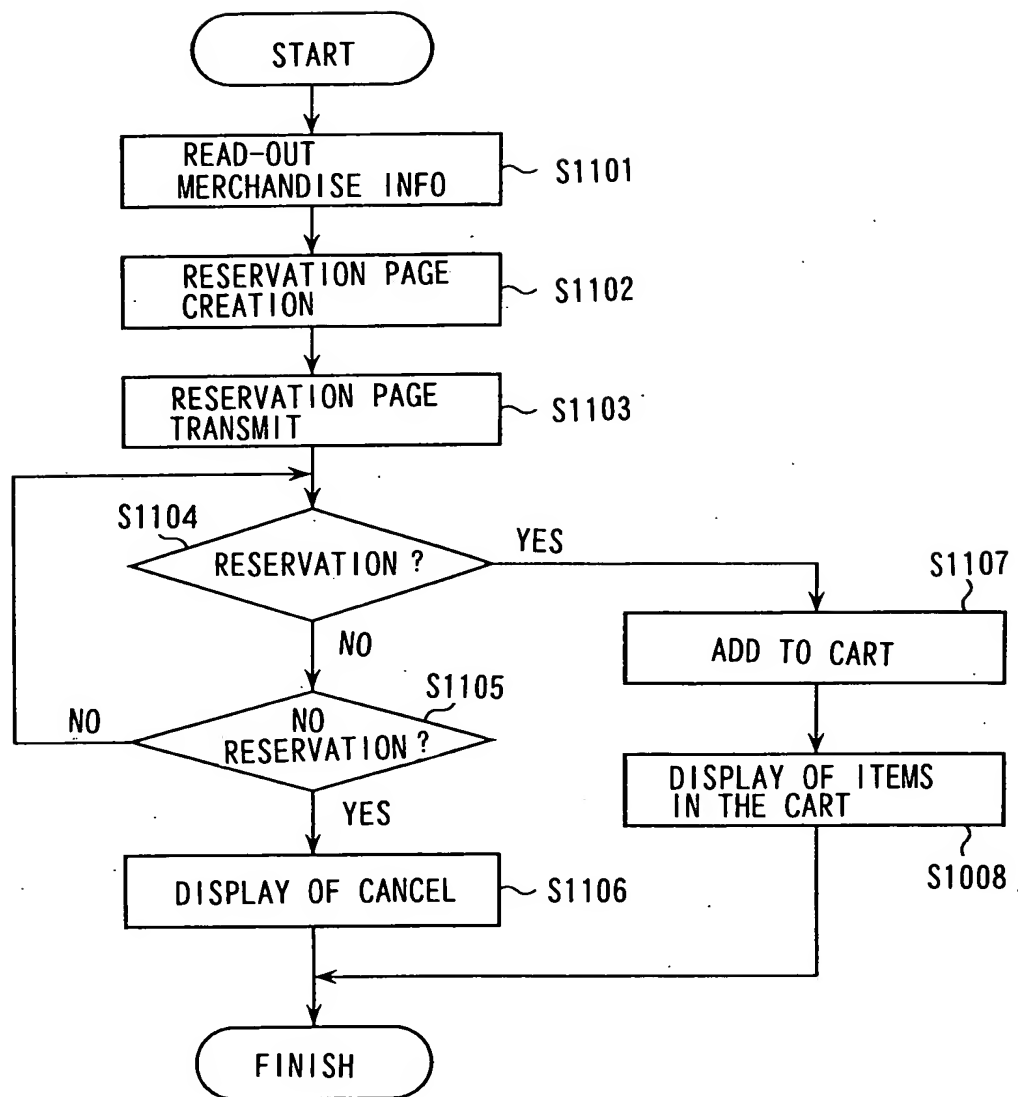 START
READ-OUT
MERCHANDISE INFO
S1101
RESERVATION PAGE
CREATION
S1102
RESERVATION PAGE
TRANSMIT
S1103
S1104
RESERVATION ?
YES
NO
S1107
ADD TO CART
S1105
NO
NO
RESERVATION ?
YES
DISPLAY OF ITEMS
IN THE CART
S1008
DISPLAY OF CANCEL
S1106
FINISH